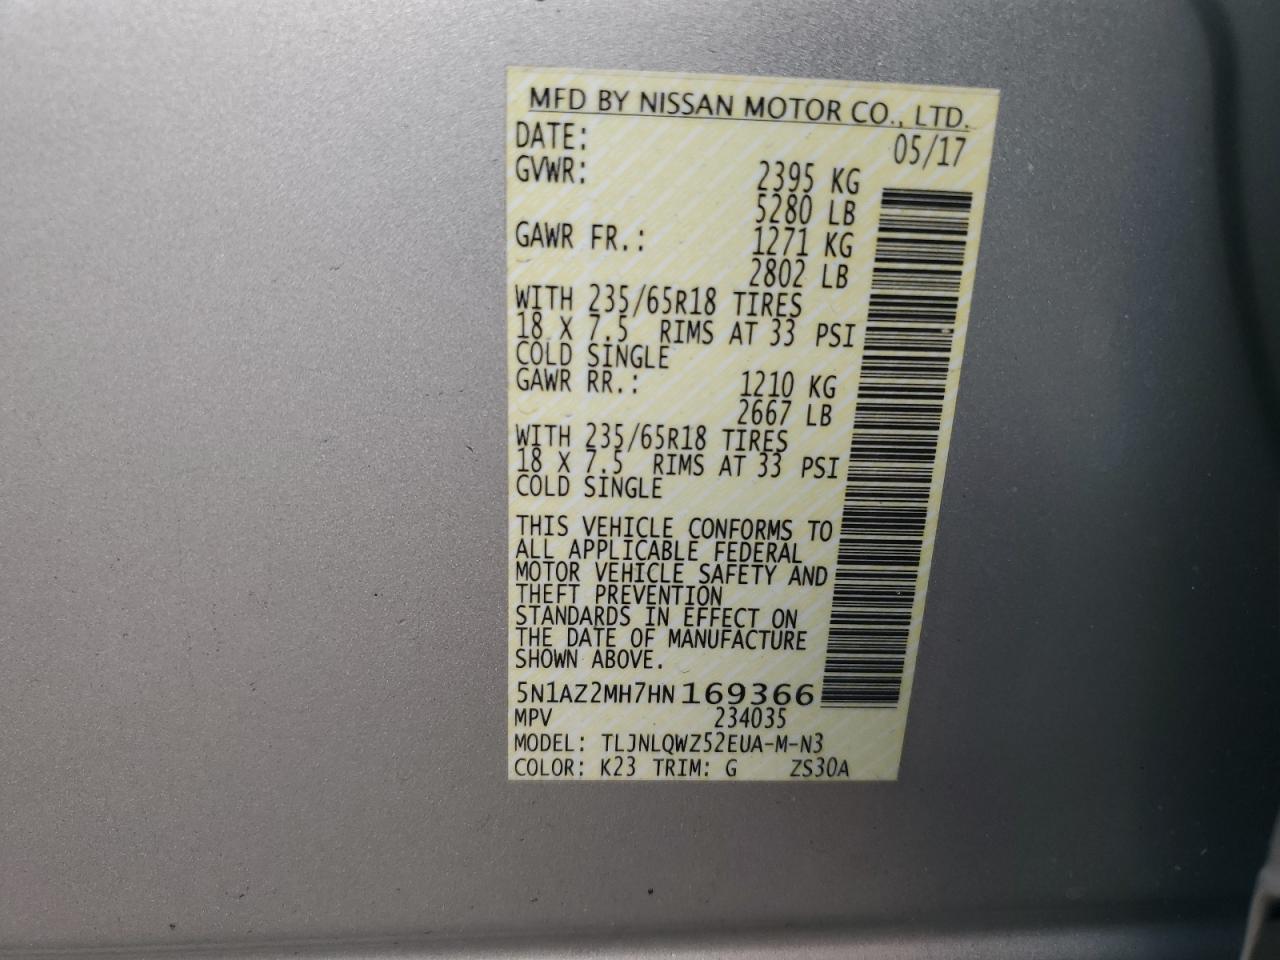 MFD BY NISSAN MOTOR CO., LTD.
DATE: 05/17
GVWR: 2395 KG
5280 LB
GAWR FR.: 1271 KG
2802 LB
WITH 235/65R18 TIRES
18 X 7.5 RIMS AT 33 PSI
COLD SINGLE
GAWR RR.: 1210 KG
2667 LB
WITH 235/65R18 TIRES
18 X 7.5 RIMS AT 33 PSI
COLD SINGLE
THIS VEHICLE CONFORMS TO
ALL APPLICABLE FEDERAL
MOTOR VEHICLE SAFETY AND
THEFT PREVENTION
STANDARDS IN EFFECT ON
THE DATE OF MANUFACTURE
SHOWN ABOVE.
5N1AZ2MH7HN169366
MPV 234035
MODEL: TLJNLQWZ52EUA-M-N3
COLOR: K23 TRIM: G ZS30A